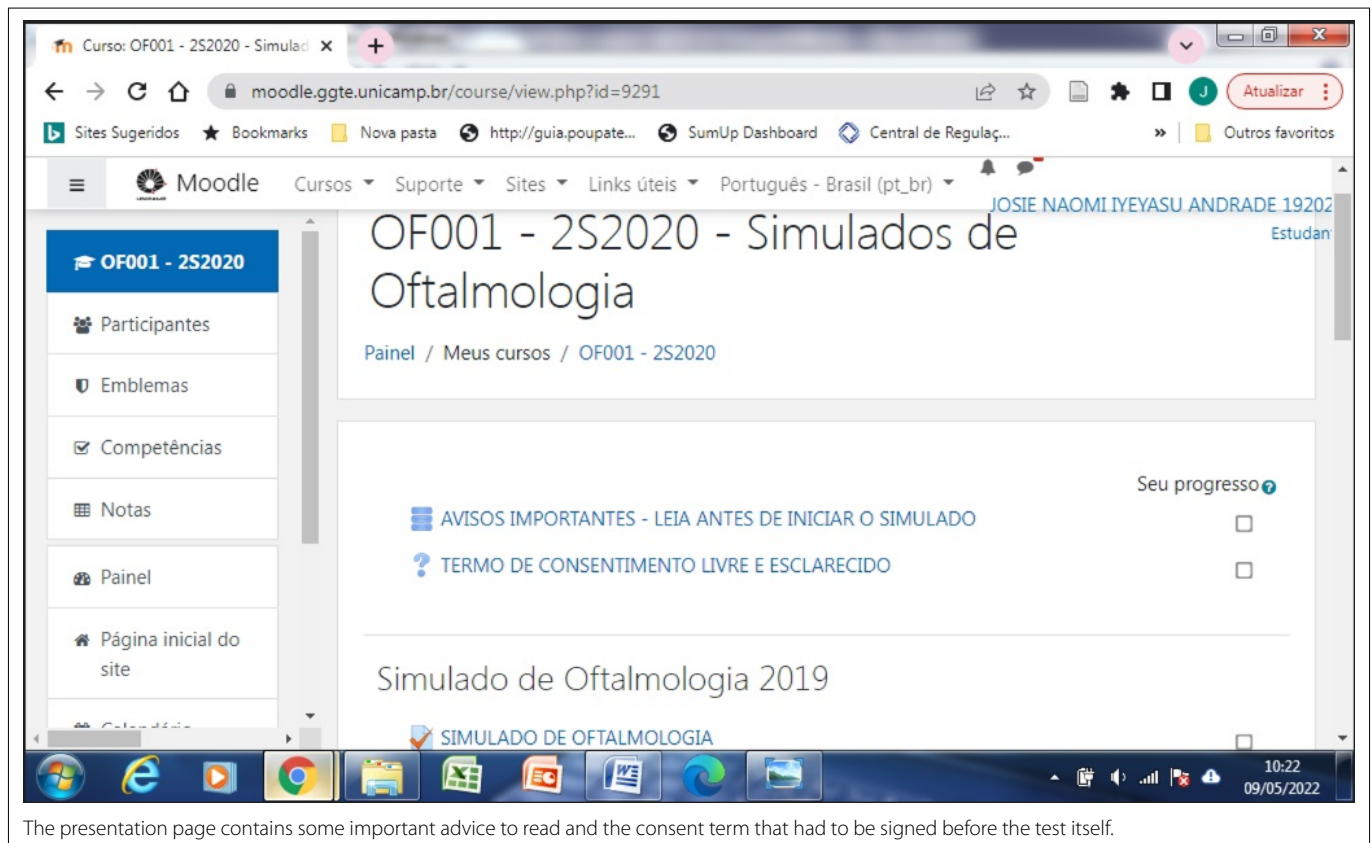 Curso: OF001 - 2S2020 - Simulad
moodle.ggte.unicamp.br/course/view.php?id=9291
J
Atualizar
Sites Sugeridos
Bookmarks
Nova pasta
http://guia.poupate...
SumUp Dashboard
Central de Regulaç...
»
Outros favoritos
Moodle
Cursos
Suporte
Sites
Links úteis
Português - Brasil (pt_br)
JOSIE NAOMI IYEYASU ANDRADE 19202
Estudan
OF001 - 2S2020
Participantes
Emblemas
Competências
Notas
Painel
Página inicial do
site
Calendário
OF001 - 2S2020 - Simulados de
Oftalmologia
Painel / Meus cursos / OF001 - 2S2020
Seu progresso
AVISOS IMPORTANTES - LEIA ANTES DE INICIAR O SIMULADO
TERMO DE CONSENTIMENTO LIVRE E ESCLARECIDO
Simulado de Oftalmologia 2019
SIMULADO DE OFTALMOLOGIA
10:22
09/05/2022
The presentation page contains some important advice to read and the consent term that had to be signed before the test itself.